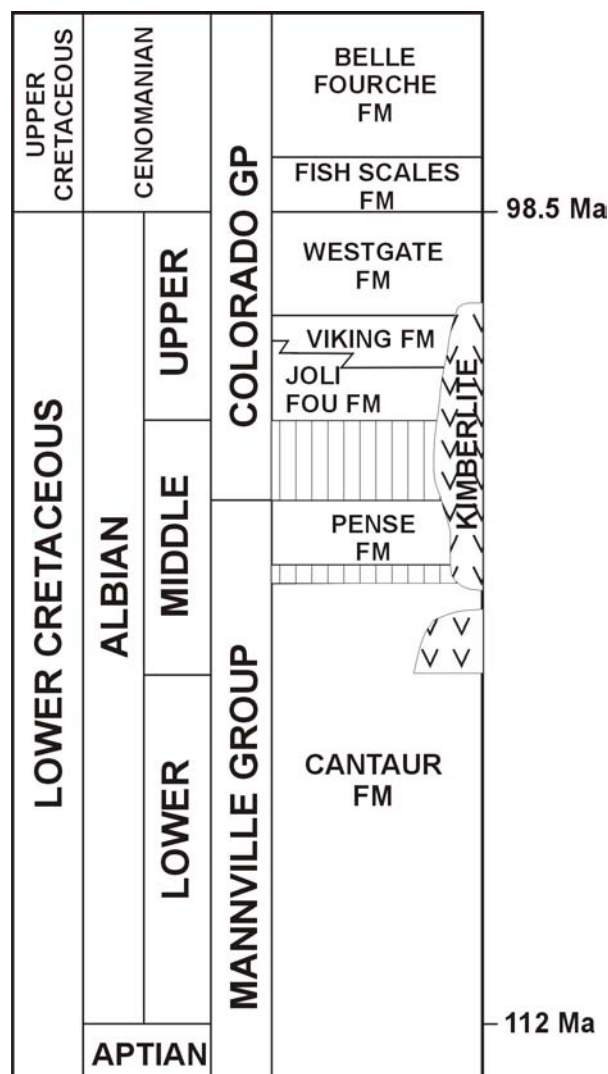 UPPER
CRETACEOUS
LOWER CRETACEOUS
CENOMANIAN
ALBIAN
APTIAN
UPPER
MIDDLE
LOWER
COLORADO GP
MANNVILLE GROUP
BELLE
FOURCHE
FM
FISH SCALES
FM
WESTGATE
FM
VIKING FM
JOLI
FOU FM
PENSE
FM
CANTAUR
FM
KIMBERLITE
98.5 Ma
112 Ma